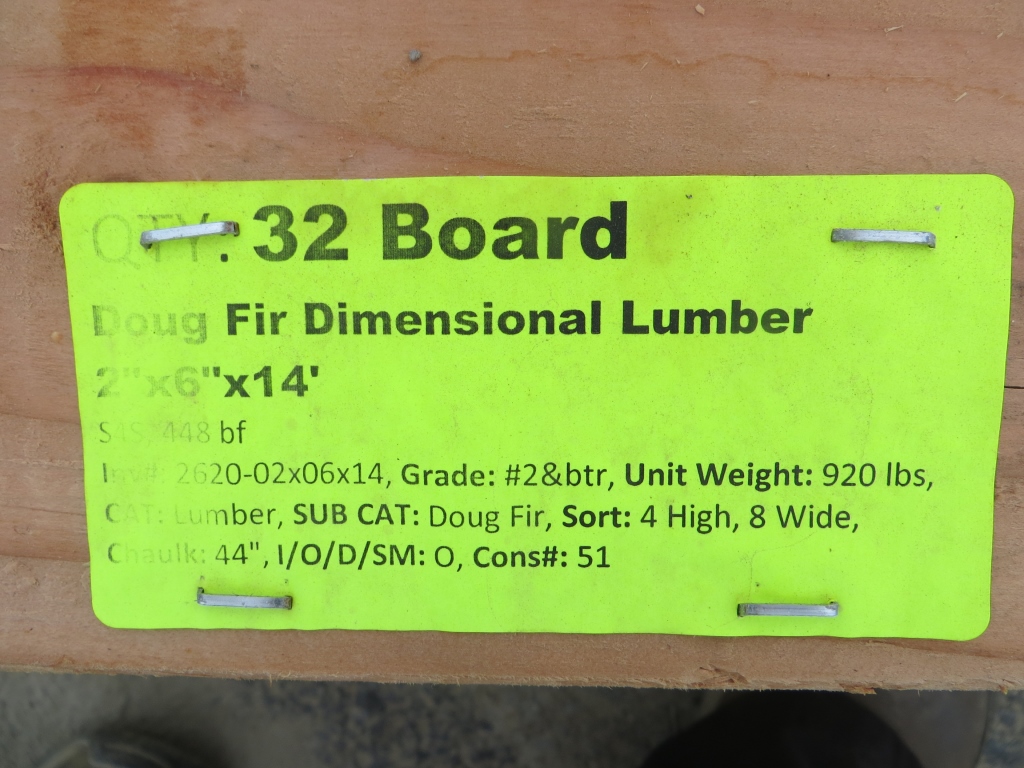 QTY: 32 Board
Doug Fir Dimensional Lumber
2"x6"x14'
448 bf
Inv#: 2620-02x06x14, Grade: #2&btr, Unit Weight: 920 lbs,
CAT: Lumber, SUB CAT: Doug Fir, Sort: 4 High, 8 Wide,
Chaulk: 44", I/O/D/SM: O, Cons#: 51